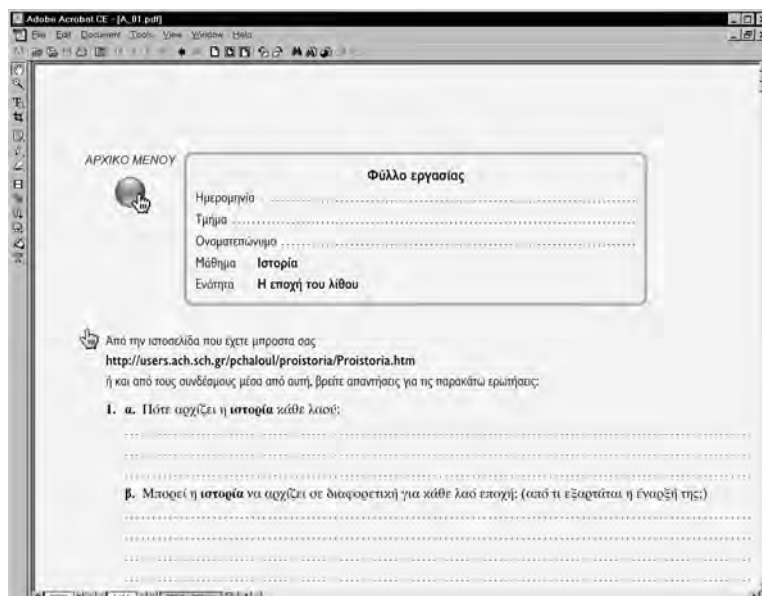 Adobe Acrobat CE - [A_01.pdf]
File Edit Document Tools View Window Help
ΑΡΧΙΚΟ ΜΕΝΟΥ
Φύλλο εργασίας
Ημερομηνία
Τμήμα
Ονοματεπώνυμο
Μάθημα Ιστορία
Ενότητα Η εποχή του λίθου
Από την ιστοσελίδα που έχετε μπροστα σας
http://users.ach.sch.gr/pchaloul/proistoria/Proistoria.htm
ή και από τους συνδέσμους μέσα από αυτή, βρείτε απαντήσεις για τις παρακάτω ερωτήσεις:
1. α. Πότε αρχίζει η ιστορία κάθε λαού;
β. Μπορεί η ιστορία να αρχίζει σε διαφορετική για κάθε λαό εποχή; (από τι εξαρτάται η έναρξή της;)